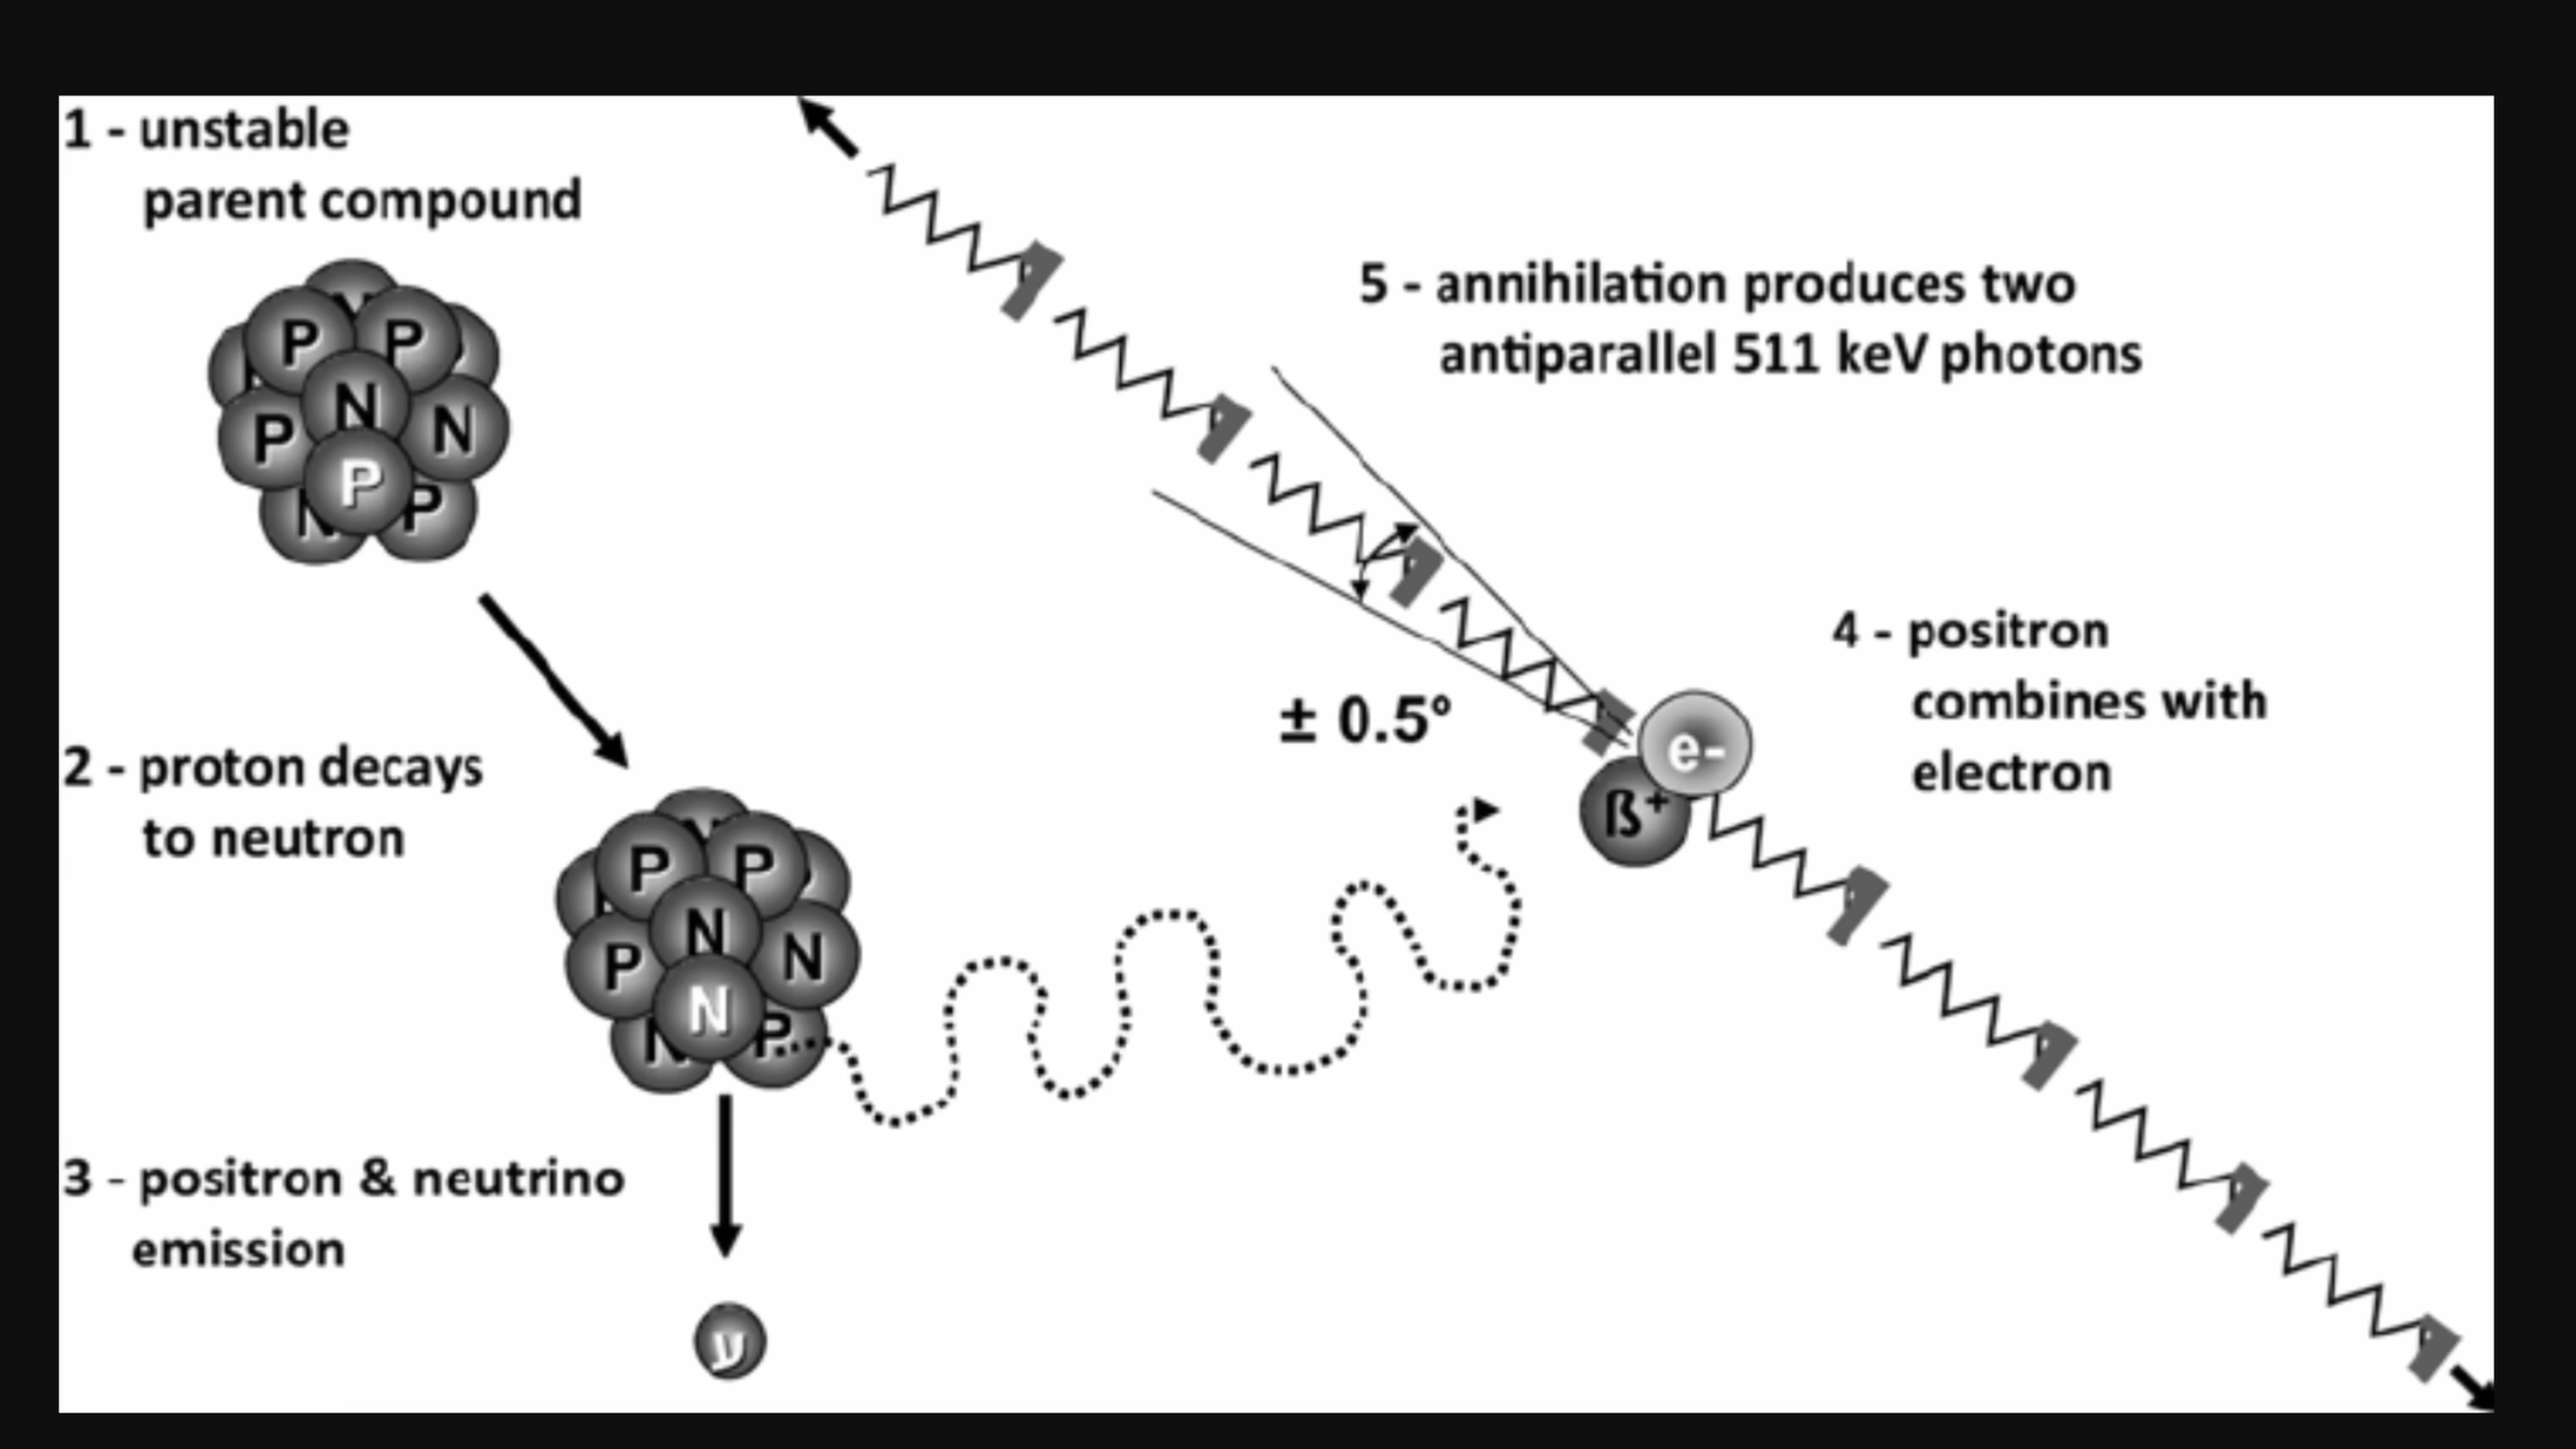 1 - unstable
parent compound
P P
N
P N
P
N P
2 - proton decays
to neutron
P P
N
P N
N
N P
3 - positron & neutrino
emission
ν
5 - annihilation produces two
antiparallel 511 keV photons
± 0.5°
4 - positron
combines with
electron
e-
ß+